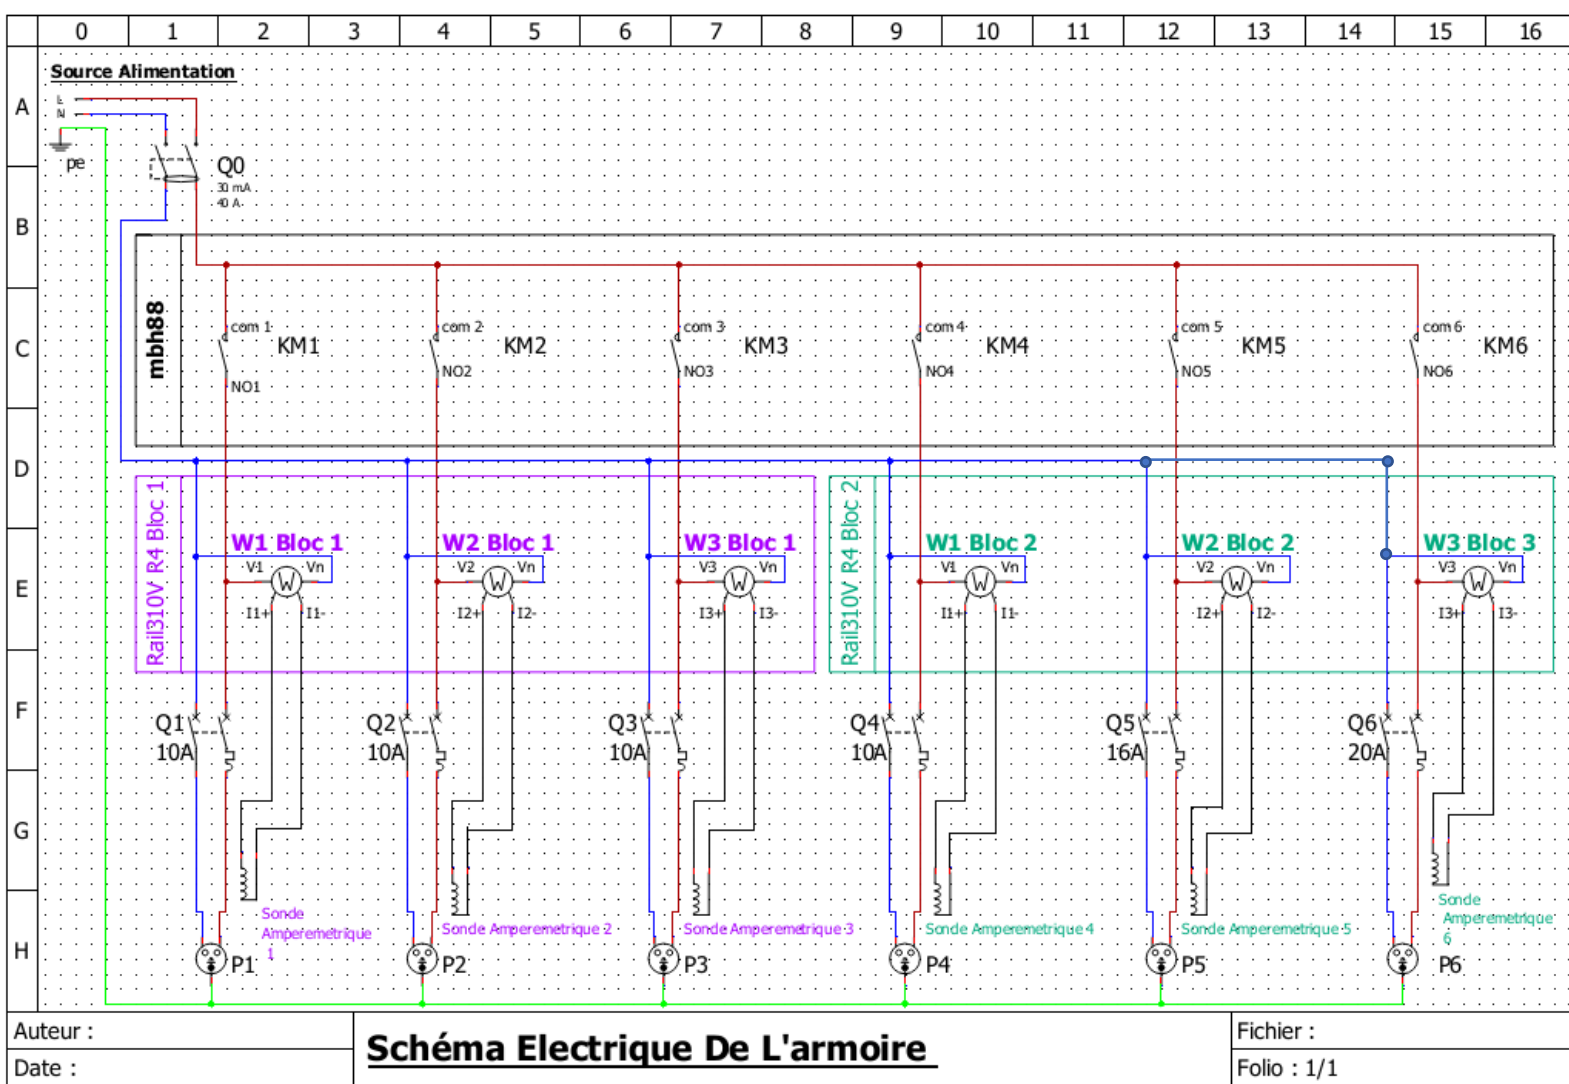 0 1 2 3 4 5 6 7 8 9 10 11 12 13 14 15 16
Source Alimentation
A
L
N
pe
Q0
30 mA
40 A
B
mbh88
C
com 1 KM1
NO1
com 2 KM2
NO2
com 3 KM3
NO3
com 4 KM4
NO4
com 5 KM5
NO5
com 6 KM6
NO6
D
Rail310V R4 Bloc 1
Rail310V R4 Bloc 2
E
W1 Bloc 1
V1 Vn
W
I1+ I1-
W2 Bloc 1
V2 Vn
W
I2+ I2-
W3 Bloc 1
V3 Vn
W
I3+ I3-
W1 Bloc 2
V1 Vn
W
I1+ I1-
W2 Bloc 2
V2 Vn
W
I2+ I2-
W3 Bloc 3
V3 Vn
W
I3+ I3-
F
Q1
10A
Q2
10A
Q3
10A
Q4
10A
Q5
16A
Q6
20A
G
H
Sonde
Amperemetrique
1
Sonde Amperemetrique 2
Sonde Amperemetrique 3
Sonde Amperemetrique 4
Sonde Amperemetrique 5
Sonde
Amperemetrique
6
P1 P2 P3 P4 P5 P6
Auteur :
Date :
Schéma Electrique De L'armoire
Fichier :
Folio : 1/1